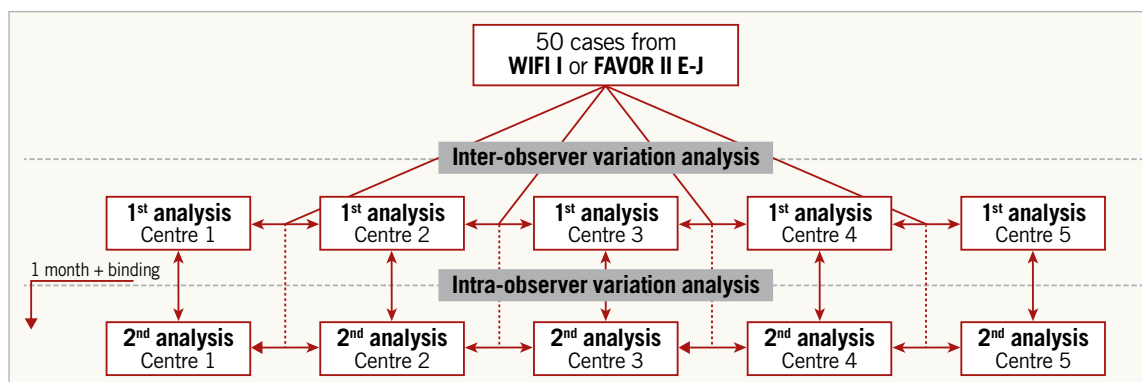 50 cases from
WIFI I or FAVOR II E-J
Inter-observer variation analysis
1st analysis
Centre 1
1st analysis
Centre 2
1st analysis
Centre 3
1st analysis
Centre 4
1st analysis
Centre 5
1 month + binding
Intra-observer variation analysis
2nd analysis
Centre 1
2nd analysis
Centre 2
2nd analysis
Centre 3
2nd analysis
Centre 4
2nd analysis
Centre 5